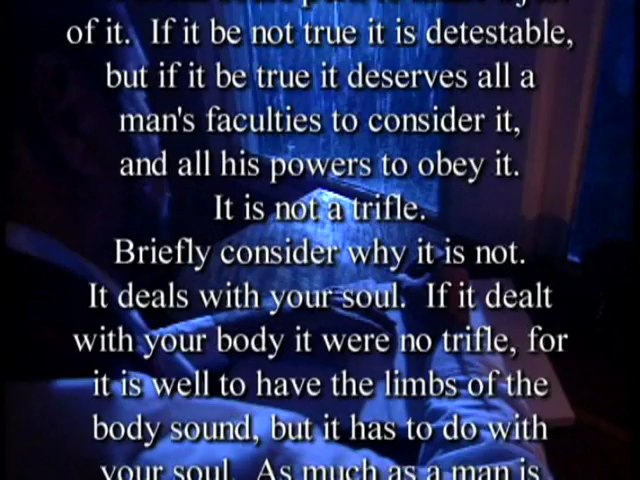 of it. If it be not true it is detestable,
but if it be true it deserves all a
man's faculties to consider it,
and all his powers to obey it.
It is not a trifle.
Briefly consider why it is not.
It deals with your soul. If it dealt
with your body it were no trifle, for
it is well to have the limbs of the
body sound, but it has to do with
your soul. As much as a man is